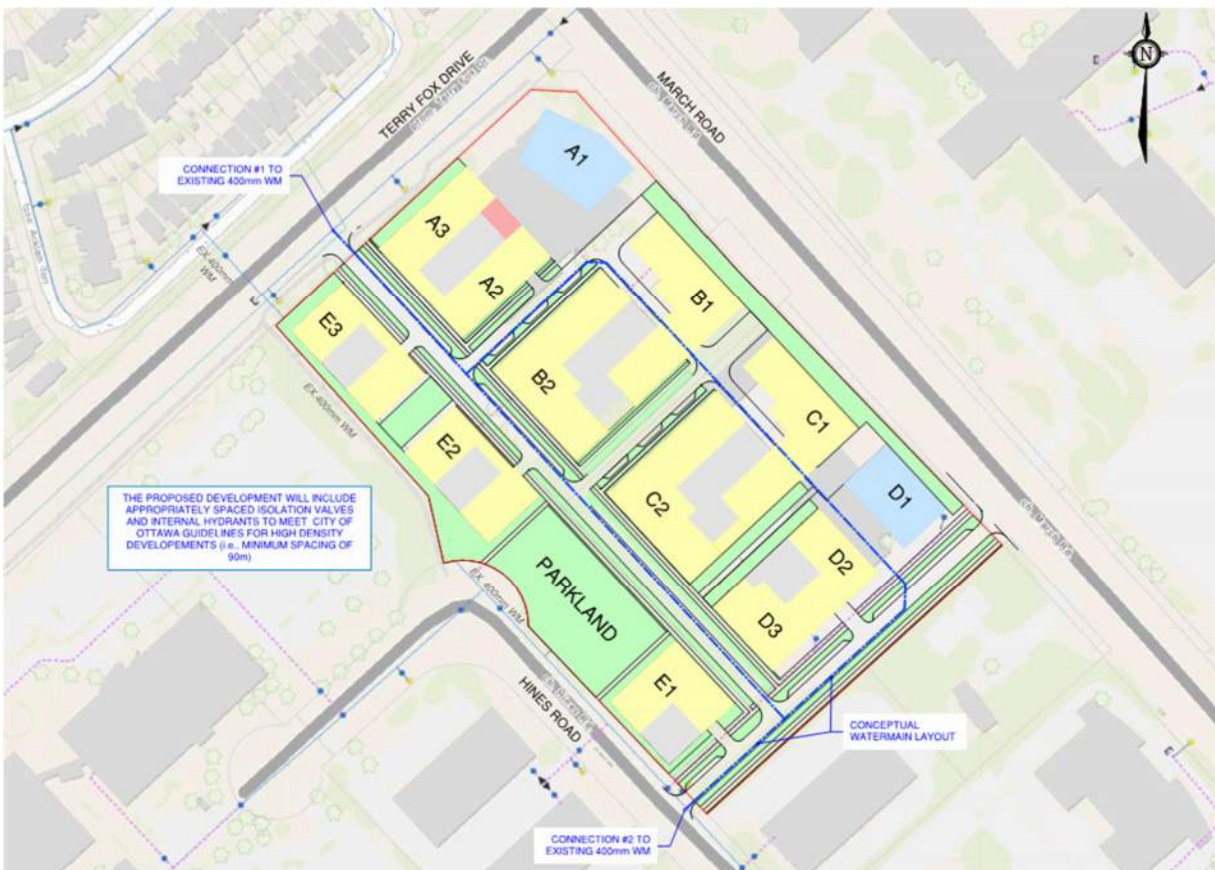 N
TERRY FOX DRIVE
MARCH ROAD
CONNECTION #1 TO
EXISTING 400mm WM
A1
A3
A2
EX.400mm
WM
B1
E3
B2
EX.400mm WM
C1
E2
C2
D1
THE PROPOSED DEVELOPMENT WILL INCLUDE
APPROPRIATELY SPACED ISOLATION VALVES
AND INTERNAL HYDRANTS TO MEET CITY OF
OTTAWA GUIDELINES FOR HIGH DENSITY
DEVELOPEMENTS (i.e., MINIMUM SPACING OF
90m)
D2
PARKLAND
EX.400mm WM
D3
E1
HINES ROAD
CONCEPTUAL
WATERMAIN LAYOUT
CONNECTION #2 TO
EXISTING 400mm WM